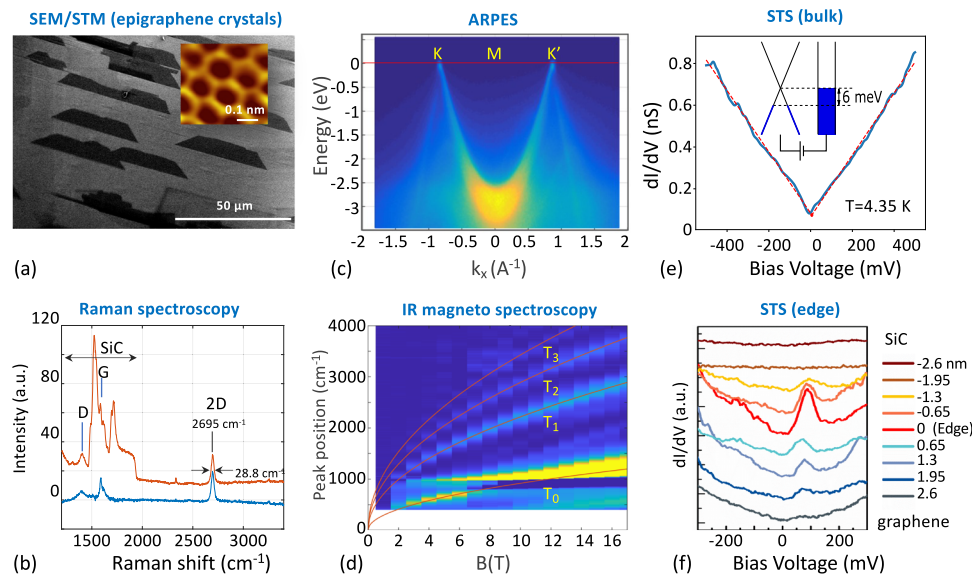 SEM/STM (epigraphene crystals)
0.1 nm
50 µm
(a)
ARPES
K
M
K’
Energy (eV)
0
-0.5
-1.5
-2.5
-3
-2
-1.5
-1
-0.5
0
0.5
1
1.5
2
kx (A-1)
(c)
STS (bulk)
dI/dV (nS)
0.8
0.6
0.4
0.2
0
6 meV
T=4.35 K
-400
-200
0
200
400
Bias Voltage (mV)
(e)
Raman spectroscopy
Intensity (a.u.)
120
80
40
0
SiC
G
D
2D
2695 cm-1
28.8 cm-1
1500
2000
2500
3000
Raman shift (cm-1)
(b)
IR magneto spectroscopy
Peak position (cm-1)
4000
3000
2000
1000
0
T3
T2
T1
T0
0
2
4
6
8
10
12
14
16
B(T)
(d)
STS (edge)
dI/dV (a.u.)
-200
0
200
Bias Voltage (mV)
SiC
-2.6 nm
-1.95
-1.3
-0.65
0 (Edge)
0.65
1.3
1.95
2.6
graphene
(f)